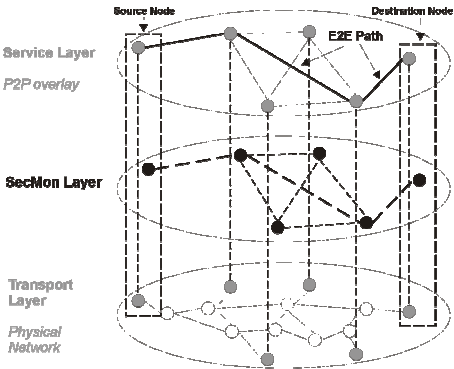 Source Node
Destination Node
Service Layer
E2E Path
P2P overlay
SecMon Layer
Transport
Layer
Physical
Network